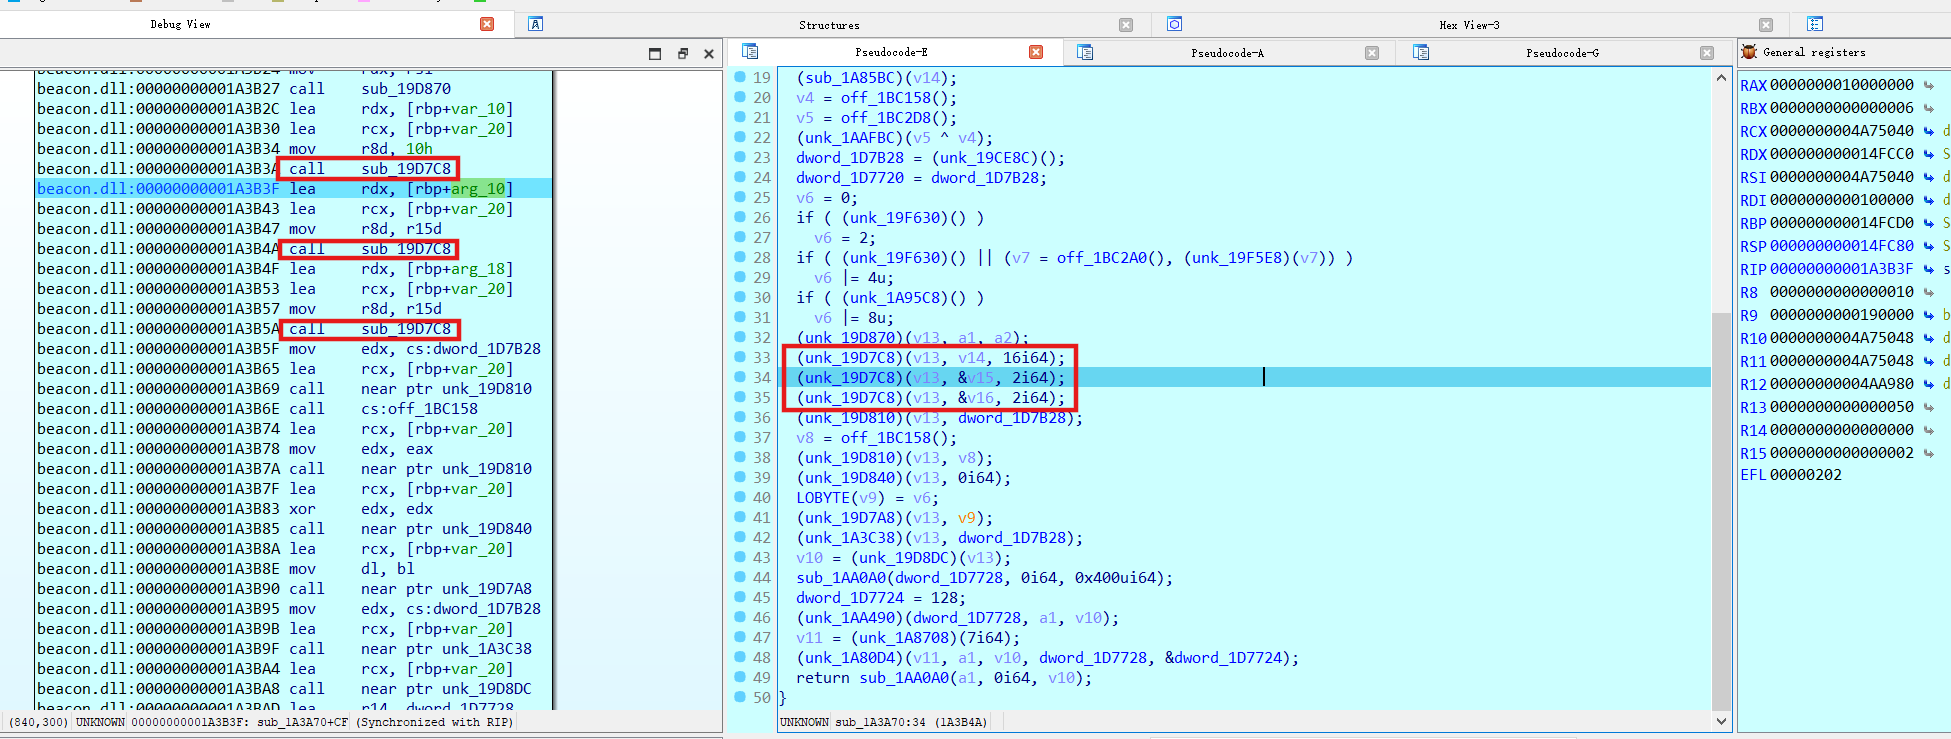 Debug View
Structures
Hex View-3
Pseudocode-E
Pseudocode-A
Pseudocode-G
General registers
beacon.dll:00000000001A3B24 mov rdx, rsi
beacon.dll:00000000001A3B27 call sub_19D870
beacon.dll:00000000001A3B2C lea rdx, [rbp+var_10]
beacon.dll:00000000001A3B30 lea rcx, [rbp+var_20]
beacon.dll:00000000001A3B34 mov r8d, 10h
beacon.dll:00000000001A3B3A call sub_19D7C8
beacon.dll:00000000001A3B3F lea rdx, [rbp+arg_10]
beacon.dll:00000000001A3B43 lea rcx, [rbp+var_20]
beacon.dll:00000000001A3B47 mov r8d, r15d
beacon.dll:00000000001A3B4A call sub_19D7C8
beacon.dll:00000000001A3B4F lea rdx, [rbp+arg_18]
beacon.dll:00000000001A3B53 lea rcx, [rbp+var_20]
beacon.dll:00000000001A3B57 mov r8d, r15d
beacon.dll:00000000001A3B5A call sub_19D7C8
beacon.dll:00000000001A3B5F mov edx, cs:dword_1D7B28
beacon.dll:00000000001A3B65 lea rcx, [rbp+var_20]
beacon.dll:00000000001A3B69 call near ptr unk_19D810
beacon.dll:00000000001A3B6E call cs:off_1BC158
beacon.dll:00000000001A3B74 lea rcx, [rbp+var_20]
beacon.dll:00000000001A3B78 mov edx, eax
beacon.dll:00000000001A3B7A call near ptr unk_19D810
beacon.dll:00000000001A3B7F lea rcx, [rbp+var_20]
beacon.dll:00000000001A3B83 xor edx, edx
beacon.dll:00000000001A3B85 call near ptr unk_19D840
beacon.dll:00000000001A3B8A lea rcx, [rbp+var_20]
beacon.dll:00000000001A3B8E mov dl, bl
beacon.dll:00000000001A3B90 call near ptr unk_19D7A8
beacon.dll:00000000001A3B95 mov edx, cs:dword_1D7B28
beacon.dll:00000000001A3B9B lea rcx, [rbp+var_20]
beacon.dll:00000000001A3B9F call near ptr unk_1A3C38
beacon.dll:00000000001A3BA4 lea rcx, [rbp+var_20]
beacon.dll:00000000001A3BA8 call near ptr unk_19D8DC
beacon.dll:00000000001A3BAD lea r14, dword_1D7728
(840,300) UNKNOWN 00000000001A3B3F: sub_1A3A70+CF (Synchronized with RIP)
19 (sub_1A85BC)(v14);
20 v4 = off_1BC158();
21 v5 = off_1BC2D8();
22 (unk_1AAFBC)(v5 ^ v4);
23 dword_1D7B28 = (unk_19CE8C)();
24 dword_1D7720 = dword_1D7B28;
25 v6 = 0;
26 if ( (unk_19F630)() )
27 v6 = 2;
28 if ( (unk_19F630)() || (v7 = off_1BC2A0(), (unk_19F5E8)(v7)) )
29 v6 |= 4u;
30 if ( (unk_1A95C8)() )
31 v6 |= 8u;
32 (unk_19D870)(v13, a1, a2);
33 (unk_19D7C8)(v13, v14, 16i64);
34 (unk_19D7C8)(v13, &v15, 2i64);
35 (unk_19D7C8)(v13, &v16, 2i64);
36 (unk_19D810)(v13, dword_1D7B28);
37 v8 = off_1BC158();
38 (unk_19D810)(v13, v8);
39 (unk_19D840)(v13, 0i64);
40 LOBYTE(v9) = v6;
41 (unk_19D7A8)(v13, v9);
42 (unk_1A3C38)(v13, dword_1D7B28);
43 v10 = (unk_19D8DC)(v13);
44 sub_1AA0A0(dword_1D7728, 0i64, 0x400ui64);
45 dword_1D7724 = 128;
46 (unk_1AA490)(dword_1D7728, a1, v10);
47 v11 = (unk_1A8708)(7i64);
48 (unk_1A80D4)(v11, a1, v10, dword_1D7728, &dword_1D7724);
49 return sub_1AA0A0(a1, 0i64, v10);
50 }
UNKNOWN sub_1A3A70:34 (1A3B4A)
RAX 0000000010000000
RBX 0000000000000006
RCX 0000000004A75040 d
RDX 000000000014FCC0 S
RSI 0000000004A75040 d
RDI 0000000000100000 d
RBP 000000000014FCD0 S
RSP 000000000014FC80 S
RIP 00000000001A3B3F s
R8 0000000000000010
R9 0000000000190000 b
R10 0000000004A75048 d
R11 0000000004A75048 d
R12 00000000004AA980 d
R13 0000000000000050
R14 0000000000000000
R15 0000000000000002
EFL 00000202